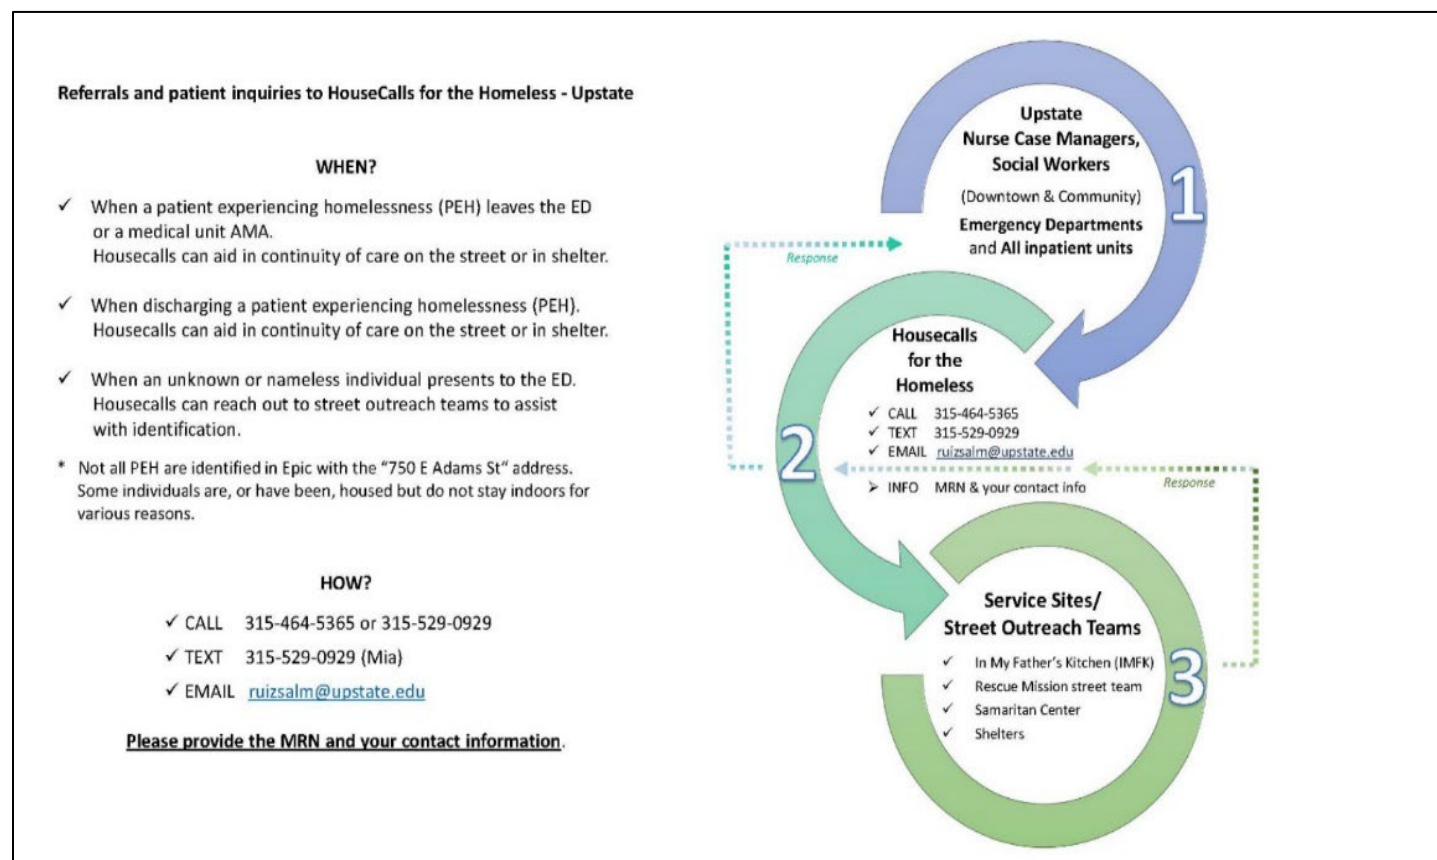 Referrals and patient inquiries to HouseCalls for the Homeless - Upstate
WHEN?
✓ When a patient experiencing homelessness (PEH) leaves the ED
or a medical unit AMA.
Housecalls can aid in continuity of care on the street or in shelter.
✓ When discharging a patient experiencing homelessness (PEH).
Housecalls can aid in continuity of care on the street or in shelter.
✓ When an unknown or nameless individual presents to the ED.
Housecalls can reach out to street outreach teams to assist
with identification.
* Not all PEH are identified in Epic with the “750 E Adams St“ address.
Some individuals are, or have been, housed but do not stay indoors for
various reasons.
HOW?
✓ CALL 315-464-5365 or 315-529-0929
✓ TEXT 315-529-0929 (Mia)
✓ EMAIL ruizsalm@upstate.edu
Please provide the MRN and your contact information.
Upstate
Nurse Case Managers,
Social Workers
(Downtown & Community)
Emergency Departments
and All inpatient units
1
Response
Housecalls
for the
Homeless
✓ CALL 315-464-5365
✓ TEXT 315-529-0929
✓ EMAIL ruizsalm@upstate.edu
➢ INFO MRN & your contact info
2
Response
Service Sites/
Street Outreach Teams
✓ In My Father’s Kitchen (IMFK)
✓ Rescue Mission street team
✓ Samaritan Center
✓ Shelters
3